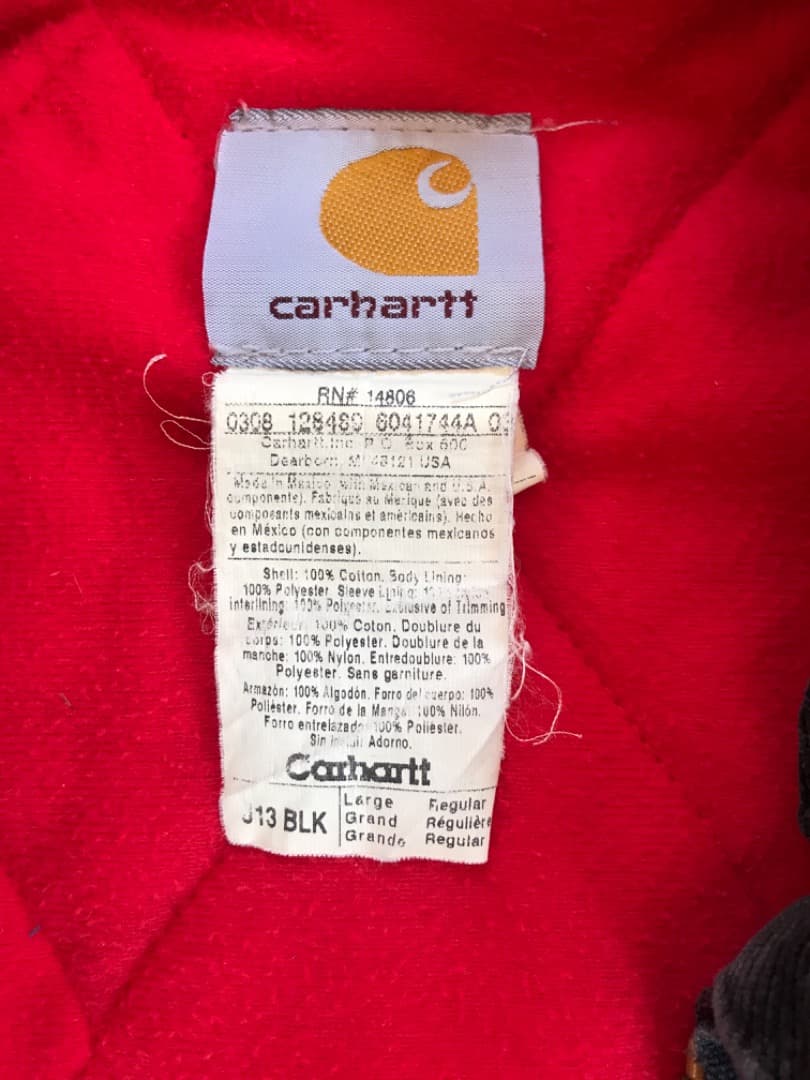 carhartt
RN# 14806
0308 128489 6041744A
Carhartt, Inc. P.O. Box 600
Dearborn, MI 48121 USA
Made in Mexico with Mexican and U.S.A.
components). Fabriqué au Mexique (avec des
composants mexicains et américains). Hecho
en México (con componentes mexicanos
y estadounidenses).
Shell: 100% Cotton. Body Lining:
100% Polyester. Sleeve Lining:
interlining: 100% Polyester. Exclusive of Trimming
Extérieur: 100% Coton. Doublure du
corps: 100% Polyester. Doublure de la
manche: 100% Nylon. Entredoublure: 100%
Polyester. Sans garniture.
Armazón: 100% Algodón. Forro del cuerpo: 100%
Poliéster. Forro de la Manga: 100% Nilón.
Forro entrelazado: 100% Poliester.
Sin Adorno.
Carhartt
J13 BLK
Large Regular
Grand Régulière
Grande Regular